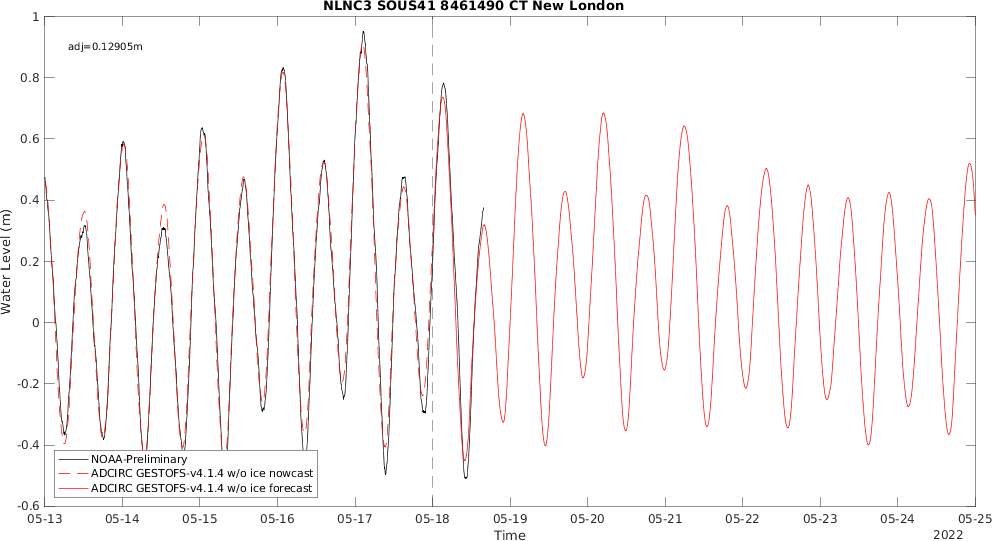 NLNC3 SOUS41 8461490 CT New London
adj=0.12905m
Water Level (m)
1
0.8
0.6
0.4
0.2
0
-0.2
-0.4
-0.6
NOAA-Preliminary
ADCIRC GESTOFS-v4.1.4 w/o ice nowcast
ADCIRC GESTOFS-v4.1.4 w/o ice forecast
05-13 05-14 05-15 05-16 05-17 05-18 05-19 05-20 05-21 05-22 05-23 05-24 05-25
Time
2022